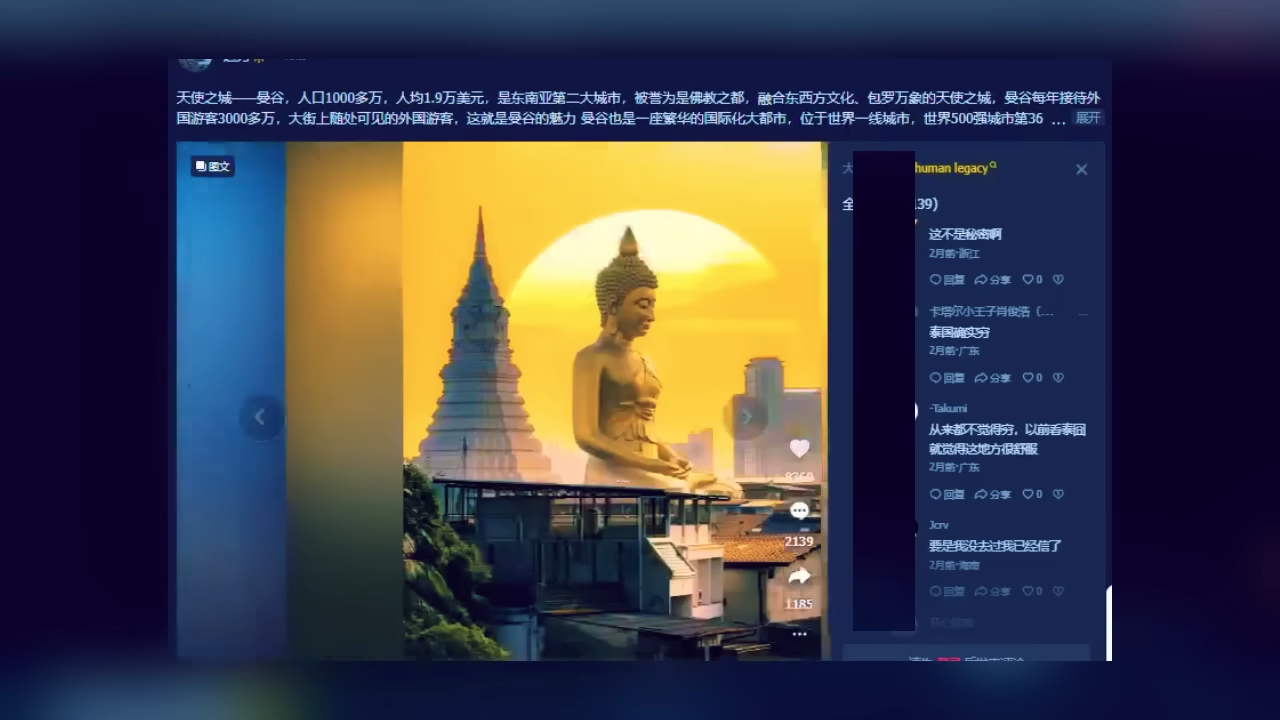 天使之城——曼谷，人口1000多万，人均1.9万美元，是东南亚第二大城市，被誉为是佛教之都，融合东西方文化、包罗万象的天使之城，曼谷每年接待外
国游客3000多万，大街上随处可见的外国游客，这就是曼谷的魅力 曼谷也是一座繁华的国际化大都市，位于世界一线城市，世界500强城市第36 ... 展开
图文
大
human legacy
全
139)
这不是秘密啊
2月前·浙江
回复 分享 0
卡塔尔小王子肖俊浩（... ...
泰国确实穷
2月前·广东
回复 分享 0
-Takumi
从来都不觉得穷，以前看泰国
就觉得这地方很舒服
2月前·广东
回复 分享 0
Jcrv
要是我没去过我已经信了
2月前·海南
回复 分享 0
2139
1185